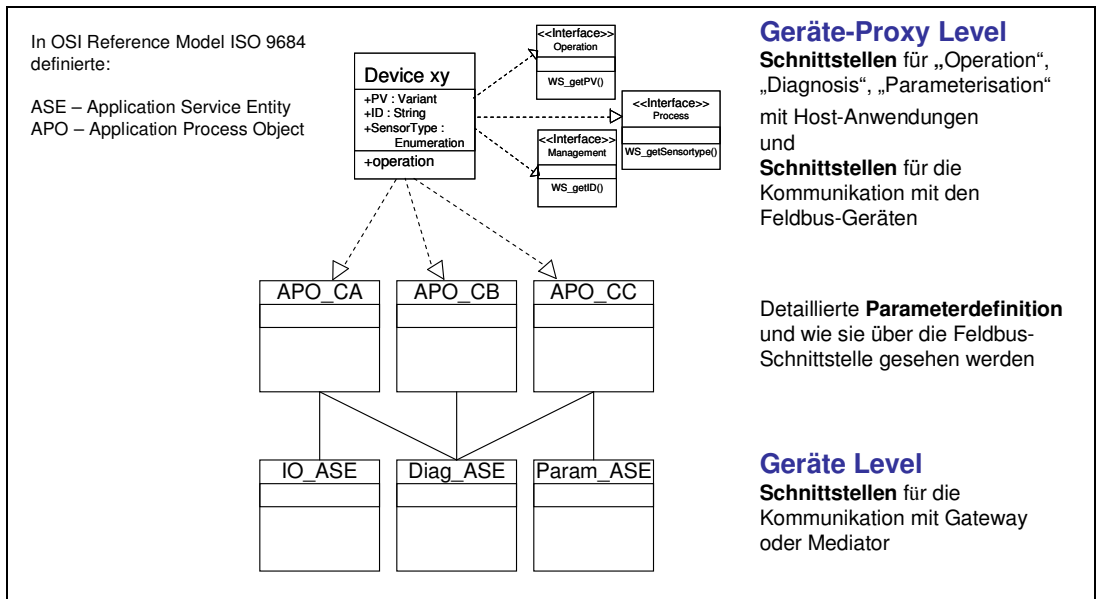 In OSI Reference Model ISO 9684
definierte:
ASE – Application Service Entity
APO – Application Process Object
Device xy
+PV : Variant
+ID : String
+SensorType :
Enumeration
+operation
<<Interface>>
Operation
WS_getPV()
<<Interface>>
Process
WS_getSensortype()
<<Interface>>
Management
WS_getID()
Geräte-Proxy Level
Schnittstellen für „Operation“,
„Diagnosis“, „Parameterisation“
mit Host-Anwendungen
und
Schnittstellen für die
Kommunikation mit den
Feldbus-Geräten
APO_CA
APO_CB
APO_CC
Detaillierte Parameterdefinition
und wie sie über die Feldbus-
Schnittstelle gesehen werden
IO_ASE
Diag_ASE
Param_ASE
Geräte Level
Schnittstellen für die
Kommunikation mit Gateway
oder Mediator